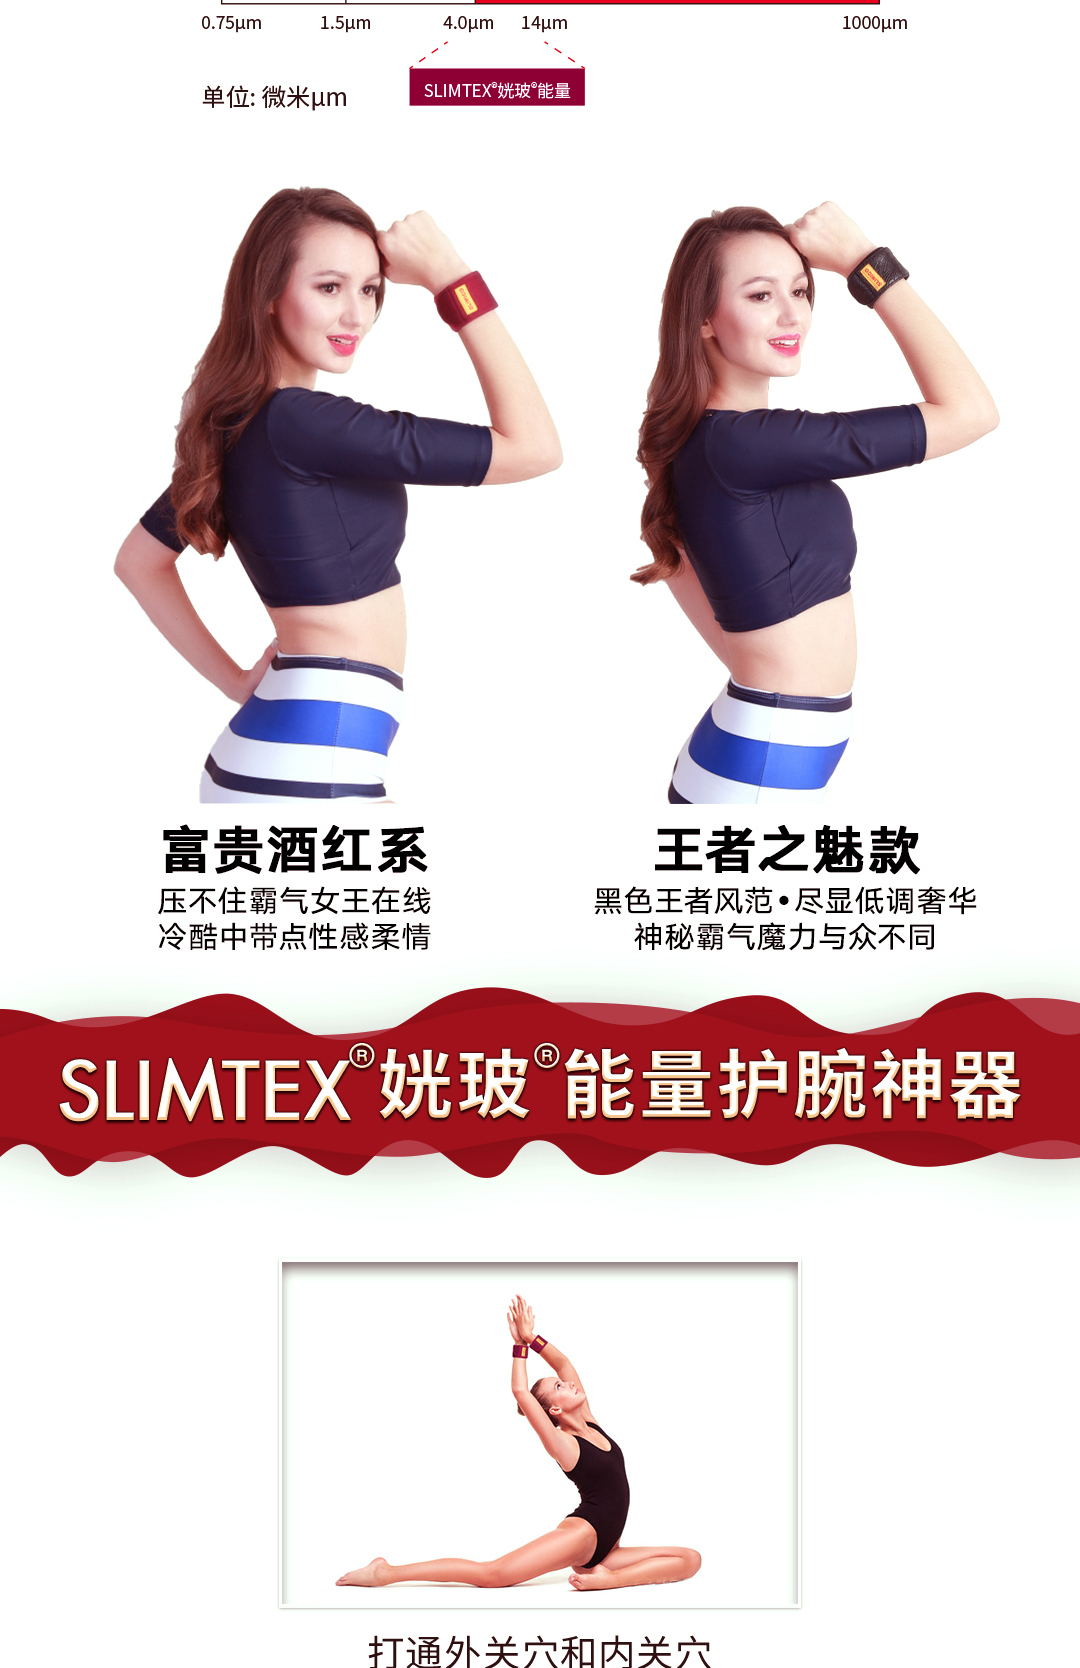 0.75μm 1.5μm 4.0μm 14μm 1000μm
单位: 微米μm
SLIMTEX®姯玻®能量
富贵酒红系
压不住霸气女王在线
冷酷中带点性感柔情
王者之魅款
黑色王者风范•尽显低调奢华
神秘霸气魔力与众不同
SLIMTEX®姯玻®能量护腕神器
打通外关穴和内关穴